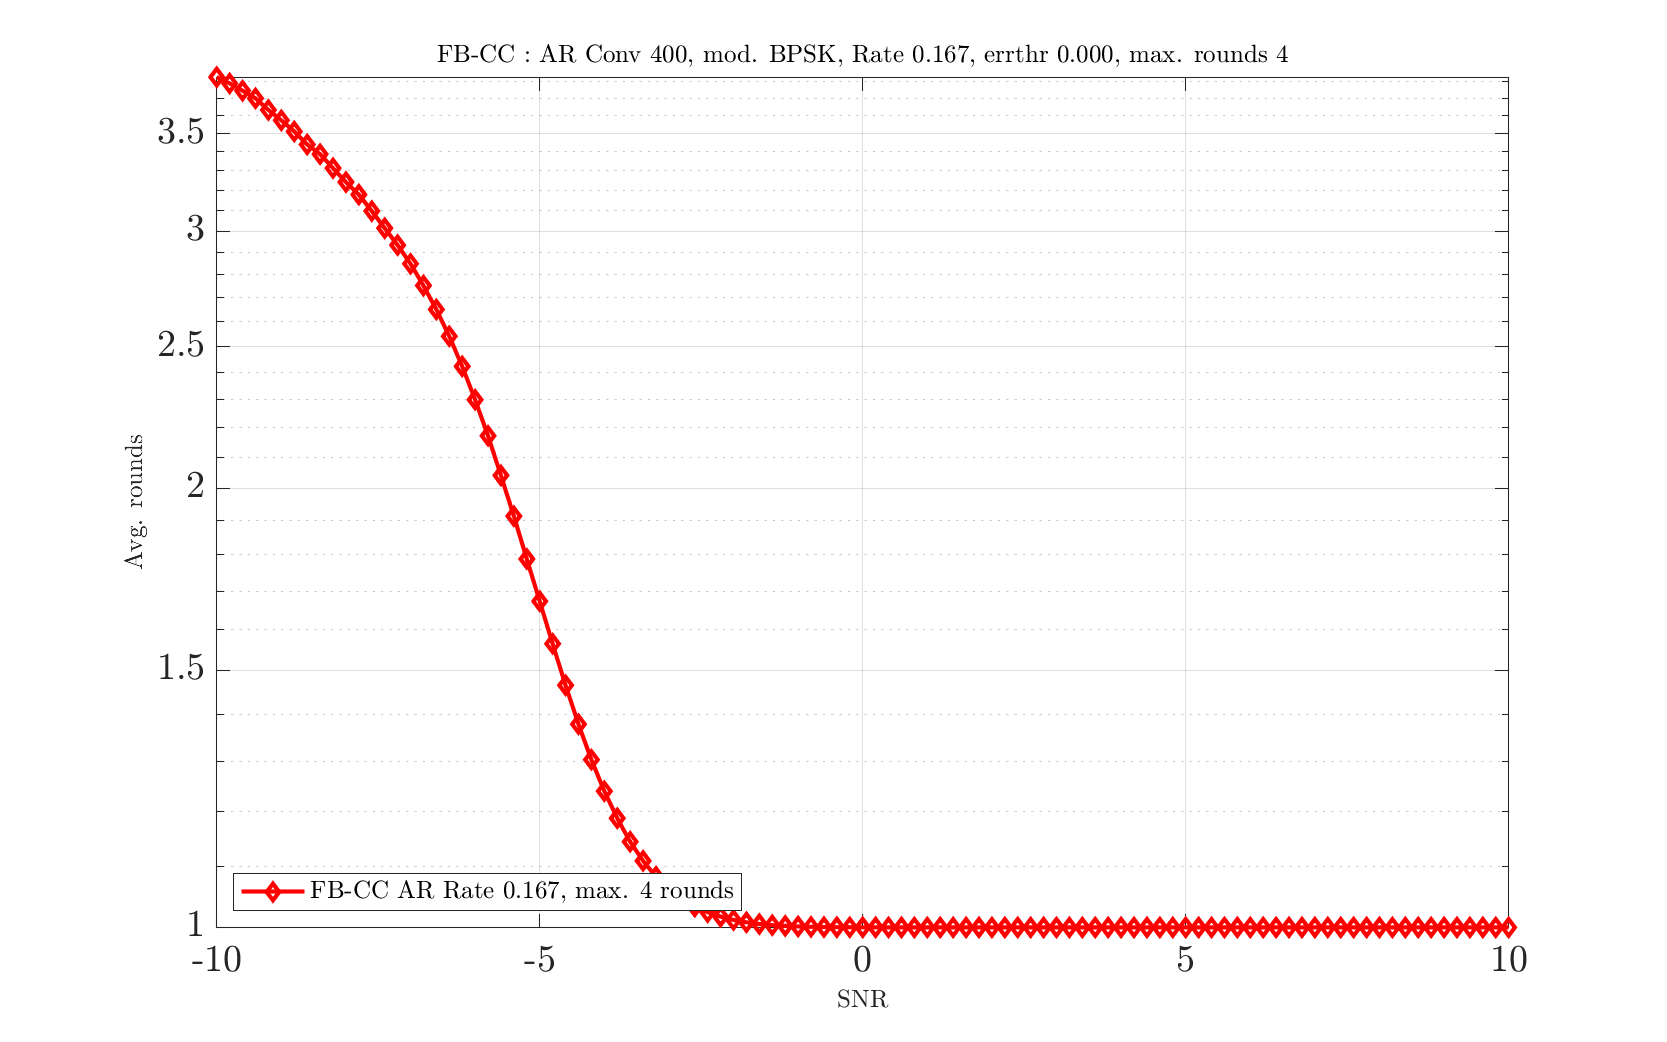 FB-CC : AR Conv 400, mod. BPSK, Rate 0.167, errthr 0.000, max. rounds 4
3.5
3
2.5
2
1.5
1
Avg. rounds
FB-CC AR Rate 0.167, max. 4 rounds
-10 -5 0 5 10
SNR